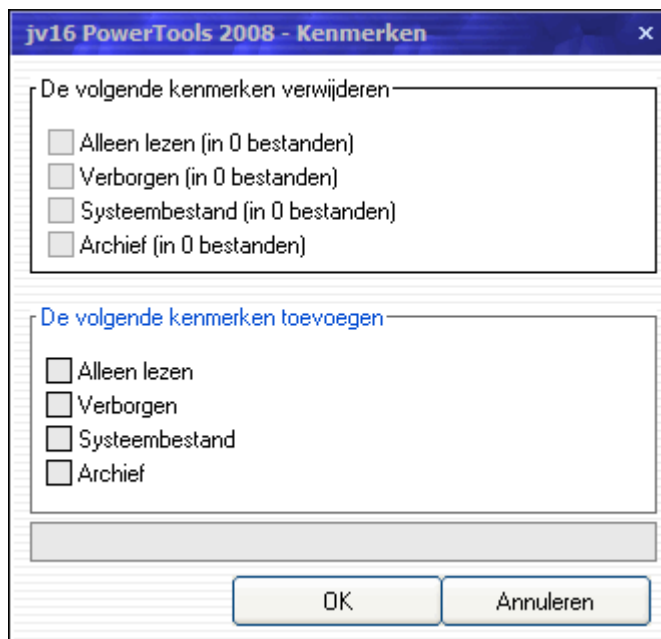 jv16 PowerTools 2008 - Kenmerken
De volgende kenmerken verwijderen
Alleen lezen (in 0 bestanden)
Verborgen (in 0 bestanden)
Systeembestand (in 0 bestanden)
Archief (in 0 bestanden)
De volgende kenmerken toevoegen
Alleen lezen
Verborgen
Systeembestand
Archief
OK
Annuleren